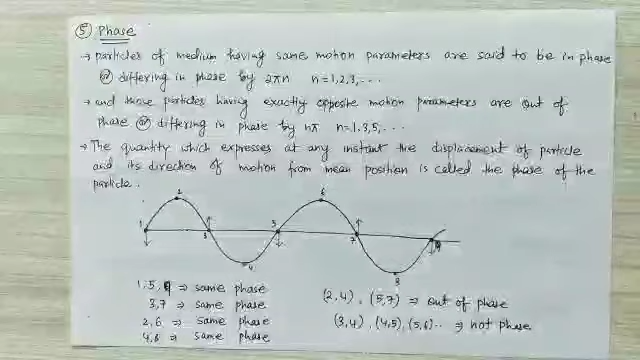 ⑤ Phase
→ particles of medium having same motion parameters are said to be in phase
or differing in phase by 2πn n=1,2,3,...
→ and those particles having exactly opposite motion parameters are out of
phase or differing in phase by nπ n=1,3,5,...
→ The quantity which expresses at any instant the displacement of particle
and its direction of motion from mean position is called the phase of the
particle.
1 2 3 4 5 6 7 8 9
1,5,9 ⇒ same phase
3,7 ⇒ same phase
2,6 ⇒ same phase
4,8 ⇒ same phase
(2,4), (5,7) ⇒ out of phase
(3,4), (4,5), (5,6).. ⇒ not phase